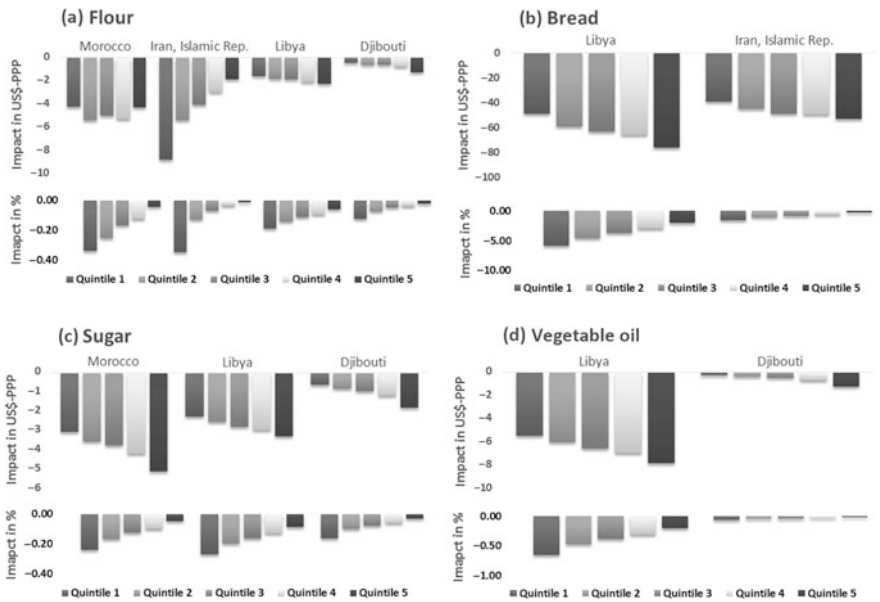 (a) Flour
Morocco Iran, Islamic Rep. Libya Djibouti
Impact in US$-PPP
0
−2
−4
−6
−8
−10
Imapct in %
0.00
−0.20
−0.40
Quintile 1 Quintile 2 Quintile 3 Quintile 4 Quintile 5
(b) Bread
Libya Iran, Islamic Rep.
Impact in US$-PPP
0
−20
−40
−60
−80
−100
Imapct in %
0.00
−5.00
−10.00
Quintile 1 Quintile 2 Quintile 3 Quintile 4 Quintile 5
(c) Sugar
Morocco Libya Djibouti
Impact in US$-PPP
0
−1
−2
−3
−4
−5
−6
Imapct in %
0.00
−0.20
−0.40
Quintile 1 Quintile 2 Quintile 3 Quintile 4 Quintile 5
(d) Vegetable oil
Libya Djibouti
Impact in US$-PPP
0
−2
−4
−6
−8
−10
Imapct in %
0.00
−0.50
−1.00
Quintile 1 Quintile 2 Quintile 3 Quintile 4 Quintile 5